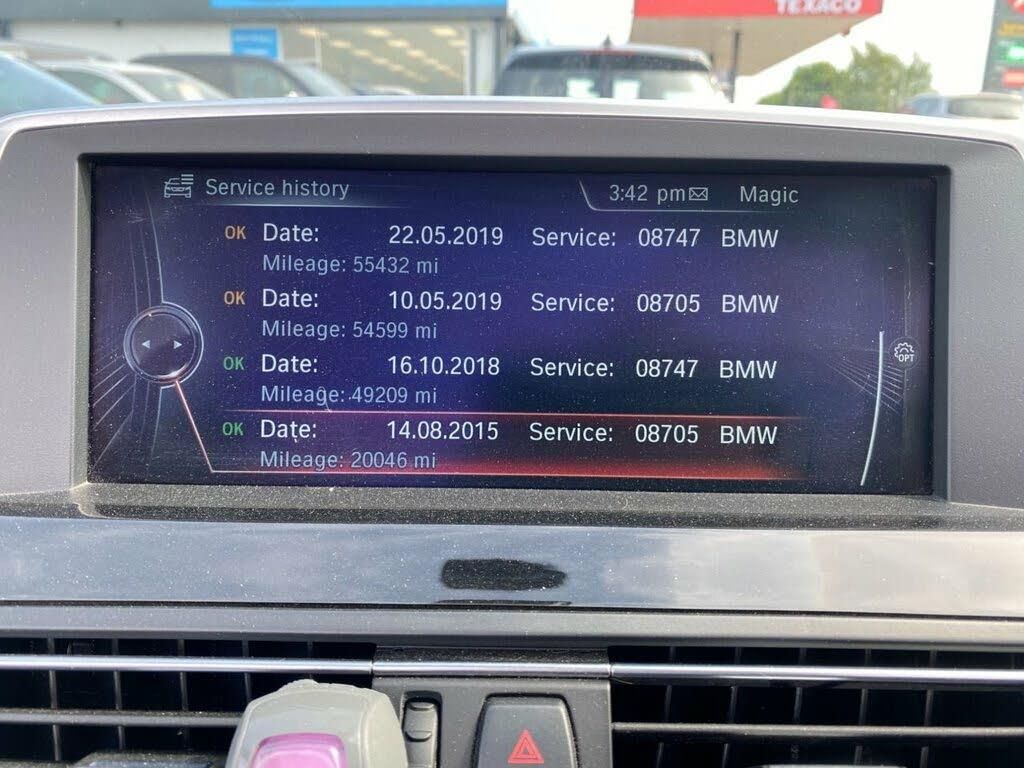 TEXACO
Service history
3:42 pm
Magic
OK Date: 22.05.2019 Service: 08747 BMW
Mileage: 55432 mi
OK Date: 10.05.2019 Service: 08705 BMW
Mileage: 54599 mi
OK Date: 16.10.2018 Service: 08747 BMW
Mileage: 49209 mi
OK Date: 14.08.2015 Service: 08705 BMW
Mileage: 20046 mi
OPT